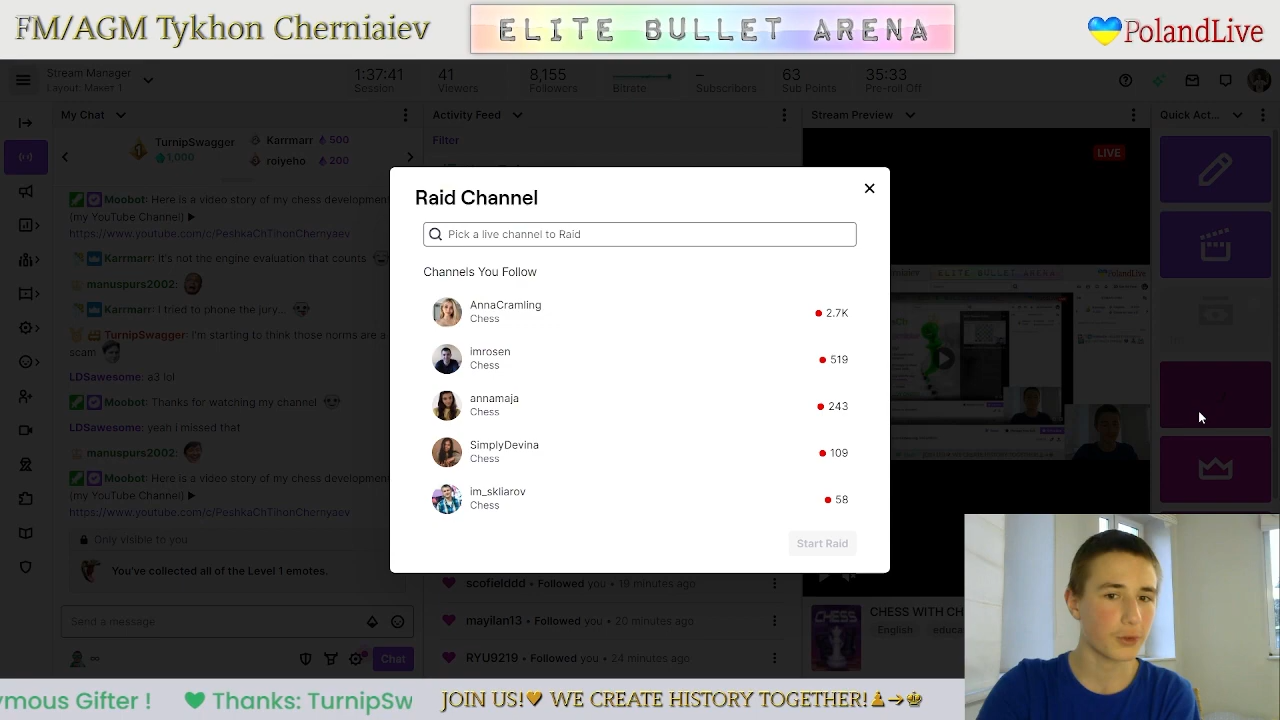 FM/AGM Tykhon Cherniaiev
ELITE BULLET ARENA
PolandLive
Stream Manager
Layout: Maker 1
1:37:41
Session
41
Viewers
8,155
Followers
Bitrate
–
Subscribers
63
Sub Points
35:33
Pre-roll Off
My Chat
Activity Feed
Stream Preview
Quick Act...
TurnipSwagger
1,000
Karrmarr 500
roiyeho 200
Filter
LIVE
Moobot: Here is a video story of my chess development
(my YouTube Channel)
https://www.youtube.com/c/PeshkaChTihonChernyaev
Karrmarr: It's not the engine evaluation that counts
manuspurs2002:
Karrmarr: I tried to phone the jury...
TurnipSwagger: I'm starting to think those norms are a
scam
LDSawesome: a3 lol
Moobot: Thanks for watching my channel
LDSawesome: yeah i missed that
manuspurs2002:
Moobot: Here is a video story of my chess development
(my YouTube Channel)
https://www.youtube.com/c/PeshkaChTihonChernyaev
Only visible to you
You've collected all of the Level 1 emotes.
Send a message
Chat
Raid Channel
Pick a live channel to Raid
Channels You Follow
AnnaCramling
Chess
2.7K
imrosen
Chess
519
annamaja
Chess
243
SimplyDevina
Chess
109
im_skliarov
Chess
58
Start Raid
scofielddd • Followed you • 19 minutes ago
mayilan13 • Followed you • 20 minutes ago
RYU9219 • Followed you • 24 minutes ago
CHESS WITH CH
English
educa
ymous Gifter !
Thanks: TurnipSw
JOIN US! WE CREATE HISTORY TOGETHER!